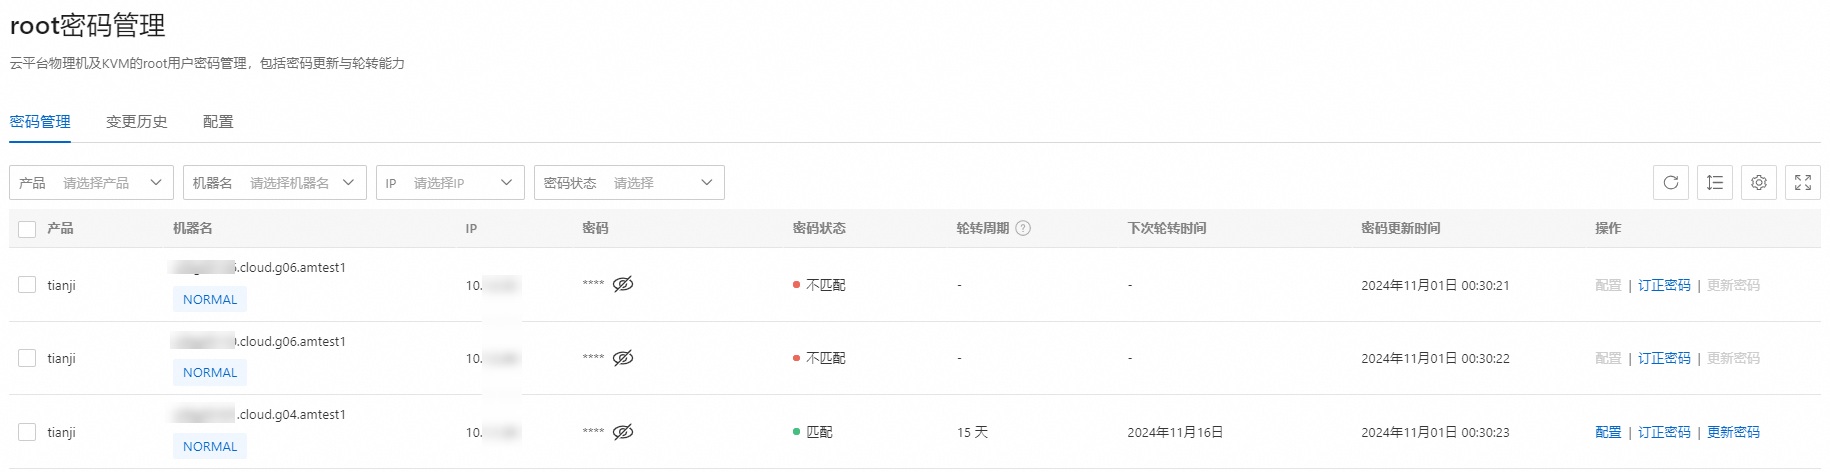 root密码管理
云平台物理机及KVM的root用户密码管理，包括密码更新与轮转能力
密码管理 变更历史 配置
产品 请选择产品 机器名 请选择机器名 IP 请选择IP 密码状态 请选择
产品 机器名 IP 密码 密码状态 轮转周期 ? 下次轮转时间 密码更新时间 操作
.cloud.g06.amtest1
tianji 10. **** 不匹配 - - 2024年11月01日 00:30:21 配置 | 订正密码 | 更新密码
NORMAL
.cloud.g06.amtest1
tianji 10. **** 不匹配 - - 2024年11月01日 00:30:22 配置 | 订正密码 | 更新密码
NORMAL
.cloud.g04.amtest1
tianji 10. **** 匹配 15 天 2024年11月16日 2024年11月01日 00:30:23 配置 | 订正密码 | 更新密码
NORMAL